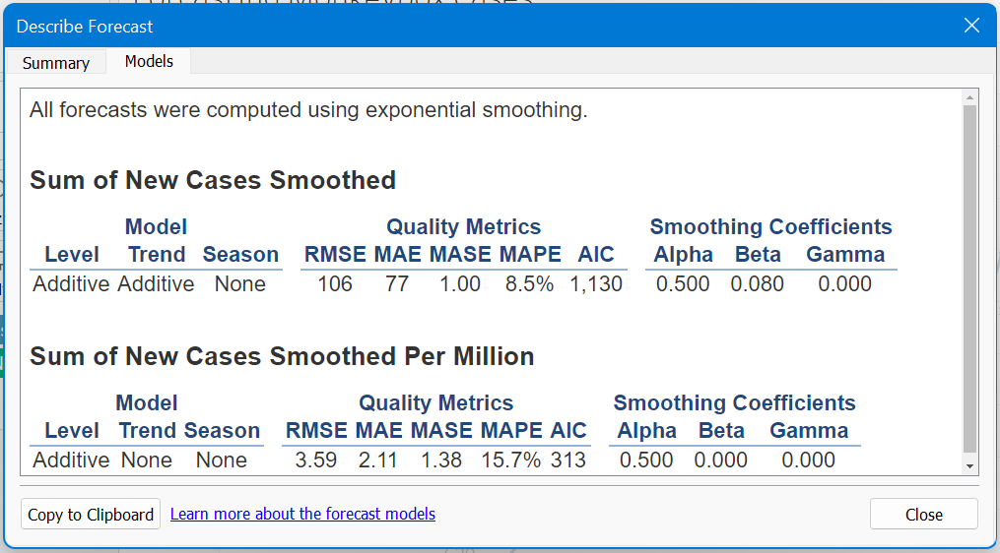 Describe Forecast
Summary Models
All forecasts were computed using exponential smoothing.
Sum of New Cases Smoothed
Model Quality Metrics Smoothing Coefficients
Level Trend Season RMSE MAE MASE MAPE AIC Alpha Beta Gamma
Additive Additive None 106 77 1.00 8.5% 1,130 0.500 0.080 0.000
Sum of New Cases Smoothed Per Million
Model Quality Metrics Smoothing Coefficients
Level Trend Season RMSE MAE MASE MAPE AIC Alpha Beta Gamma
Additive None None 3.59 2.11 1.38 15.7% 313 0.500 0.000 0.000
Copy to Clipboard Learn more about the forecast models Close